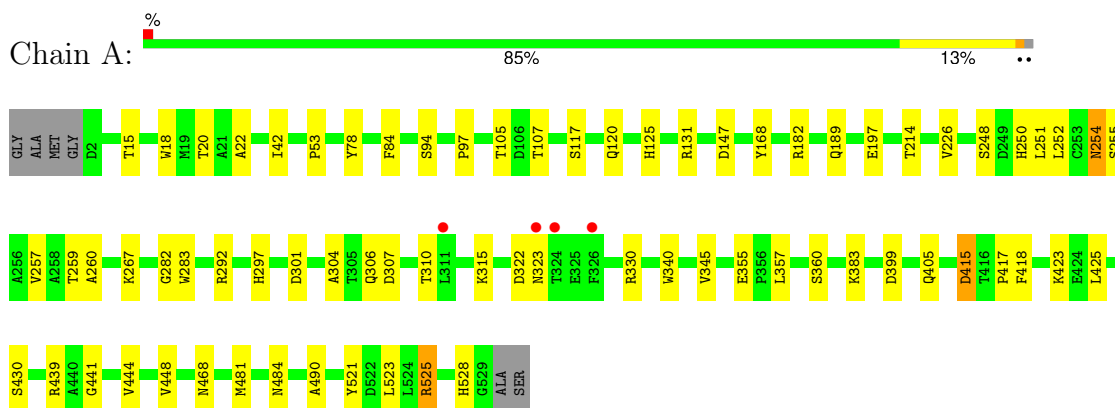 %
Chain A:
85% 13% ••
GLY ALA MET GLY D2 T15 W18 M19 T20 A21 A22 I42 P53 Y78 F84 S94 P97 T105 D106 T107 S117 Q120 H125 R131 D147 Y168 R182 Q189 E197 T214 V226 S248 D249 H250 L251 L252 C253 N254 S255
A256 V257 A258 T259 A260 K267 G282 W283 R292 H297 D301 A304 T305 Q306 D307 T310 L311 K315 D322 N323 T324 E325 F326 R330 W340 V345 E355 P356 L357 S360 K383 D399 Q405 D415 T416 P417 F418 K423 E424 L425
S430 R439 A440 G441 V444 V448 N468 M481 N484 A490 Y521 D522 L523 L524 R525 H528 G529 ALA SER